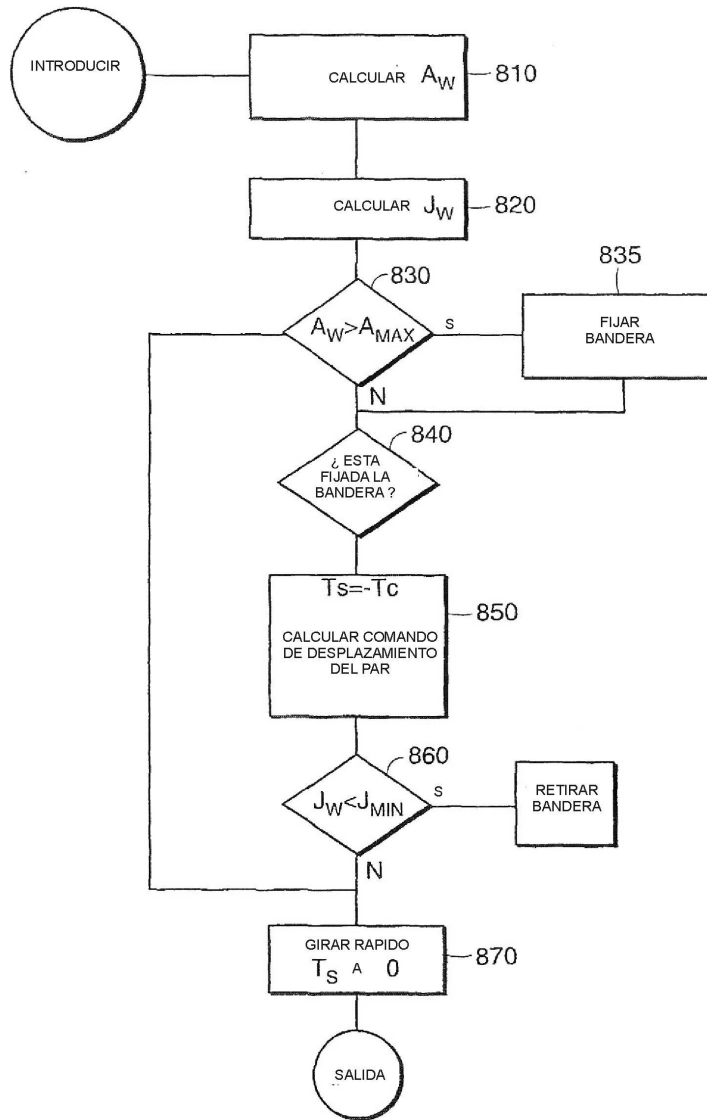 INTRODUCIR
CALCULAR A_W
810
CALCULAR J_W
820
830
A_W>A_MAX
S
835
FIJAR
BANDERA
N
840
¿ ESTA
FIJADA LA
BANDERA ?
Ts=-Tc
850
CALCULAR COMANDO
DE DESPLAZAMIENTO
DEL PAR
860
J_W<J_MIN
S
RETIRAR
BANDERA
N
GIRAR RAPIDO
T_S A 0
870
SALIDA